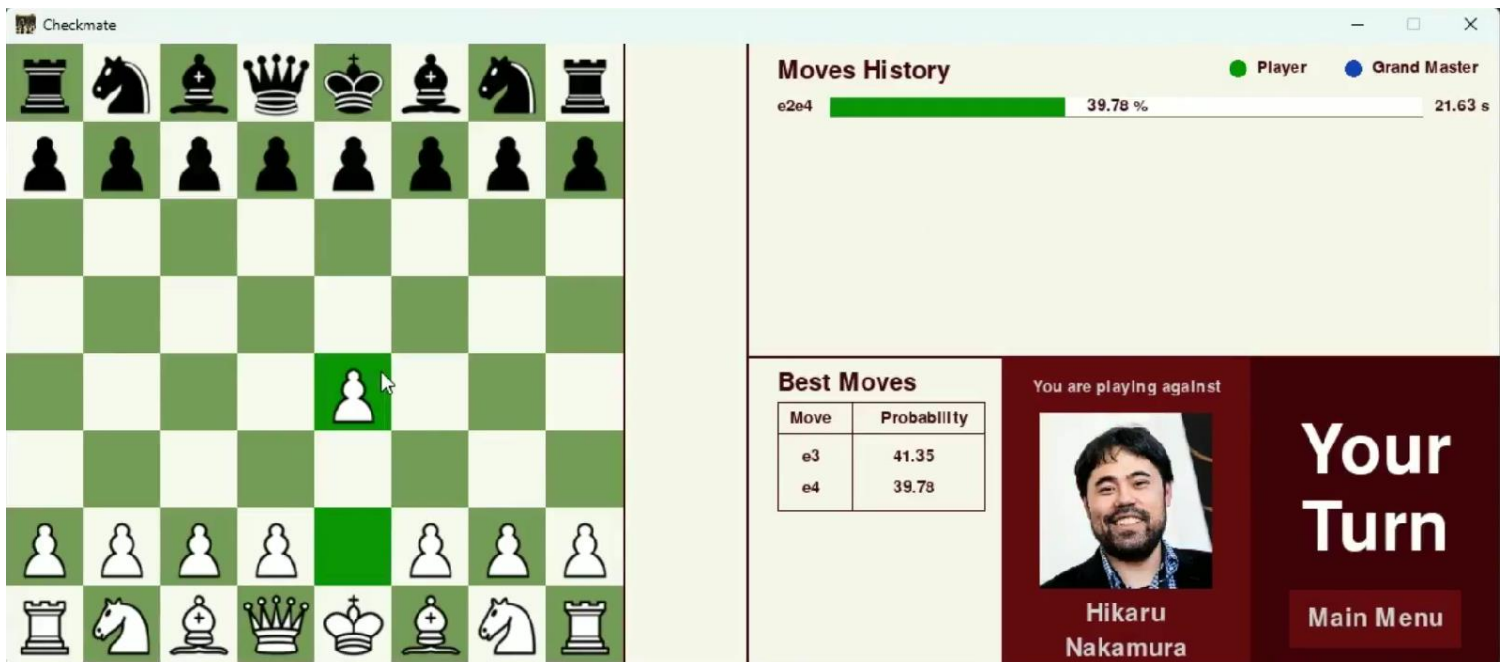 Checkmate
Moves History
Player
Grand Master
e2e4
39.78 %
21.63 s
Best Moves
Move Probability
e3 41.35
e4 39.78
You are playing against
Hikaru
Nakamura
Your
Turn
Main Menu